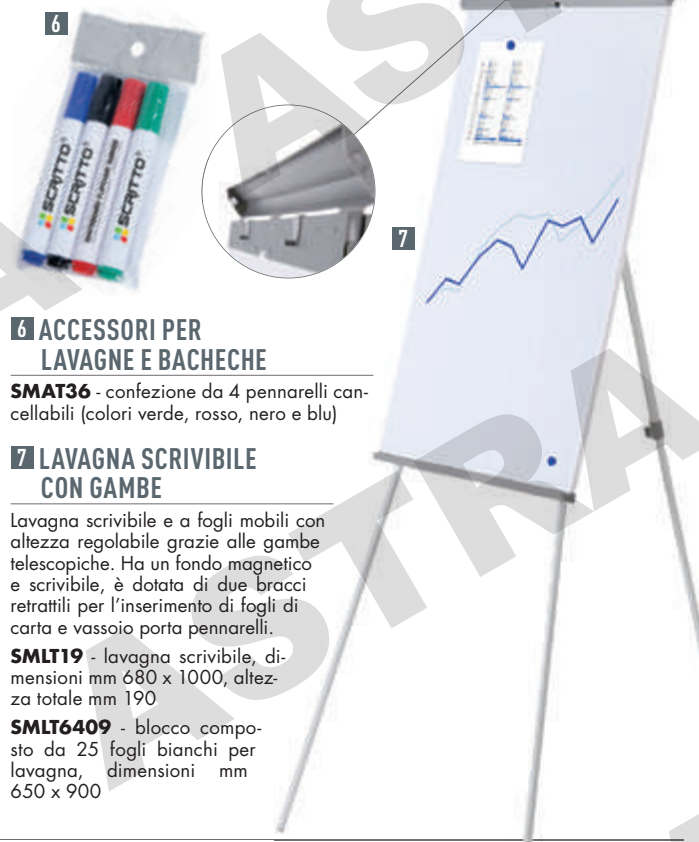 6
SCRITTO
SCRITTO
SCRITTO
7
6 ACCESSORI PER
LAVAGNE E BACHECHE
SMAT36 - confezione da 4 pennarelli can-
cellabili (colori verde, rosso, nero e blu)
7 LAVAGNA SCRIVIBILE
CON GAMBE
Lavagna scrivibile e a fogli mobili con
altezza regolabile grazie alle gambe
telescopiche. Ha un fondo magnetico
e scrivibile, è dotata di due bracci
retrattili per l'inserimento di fogli di
carta e vassoio porta pennarelli.
SMLT19 - lavagna scrivibile, di-
mensioni mm 680 x 1000, altez-
za totale mm 190
SMLT6409 - blocco compo-
sto da 25 fogli bianchi per
lavagna, dimensioni mm
650 x 900
ASTRA